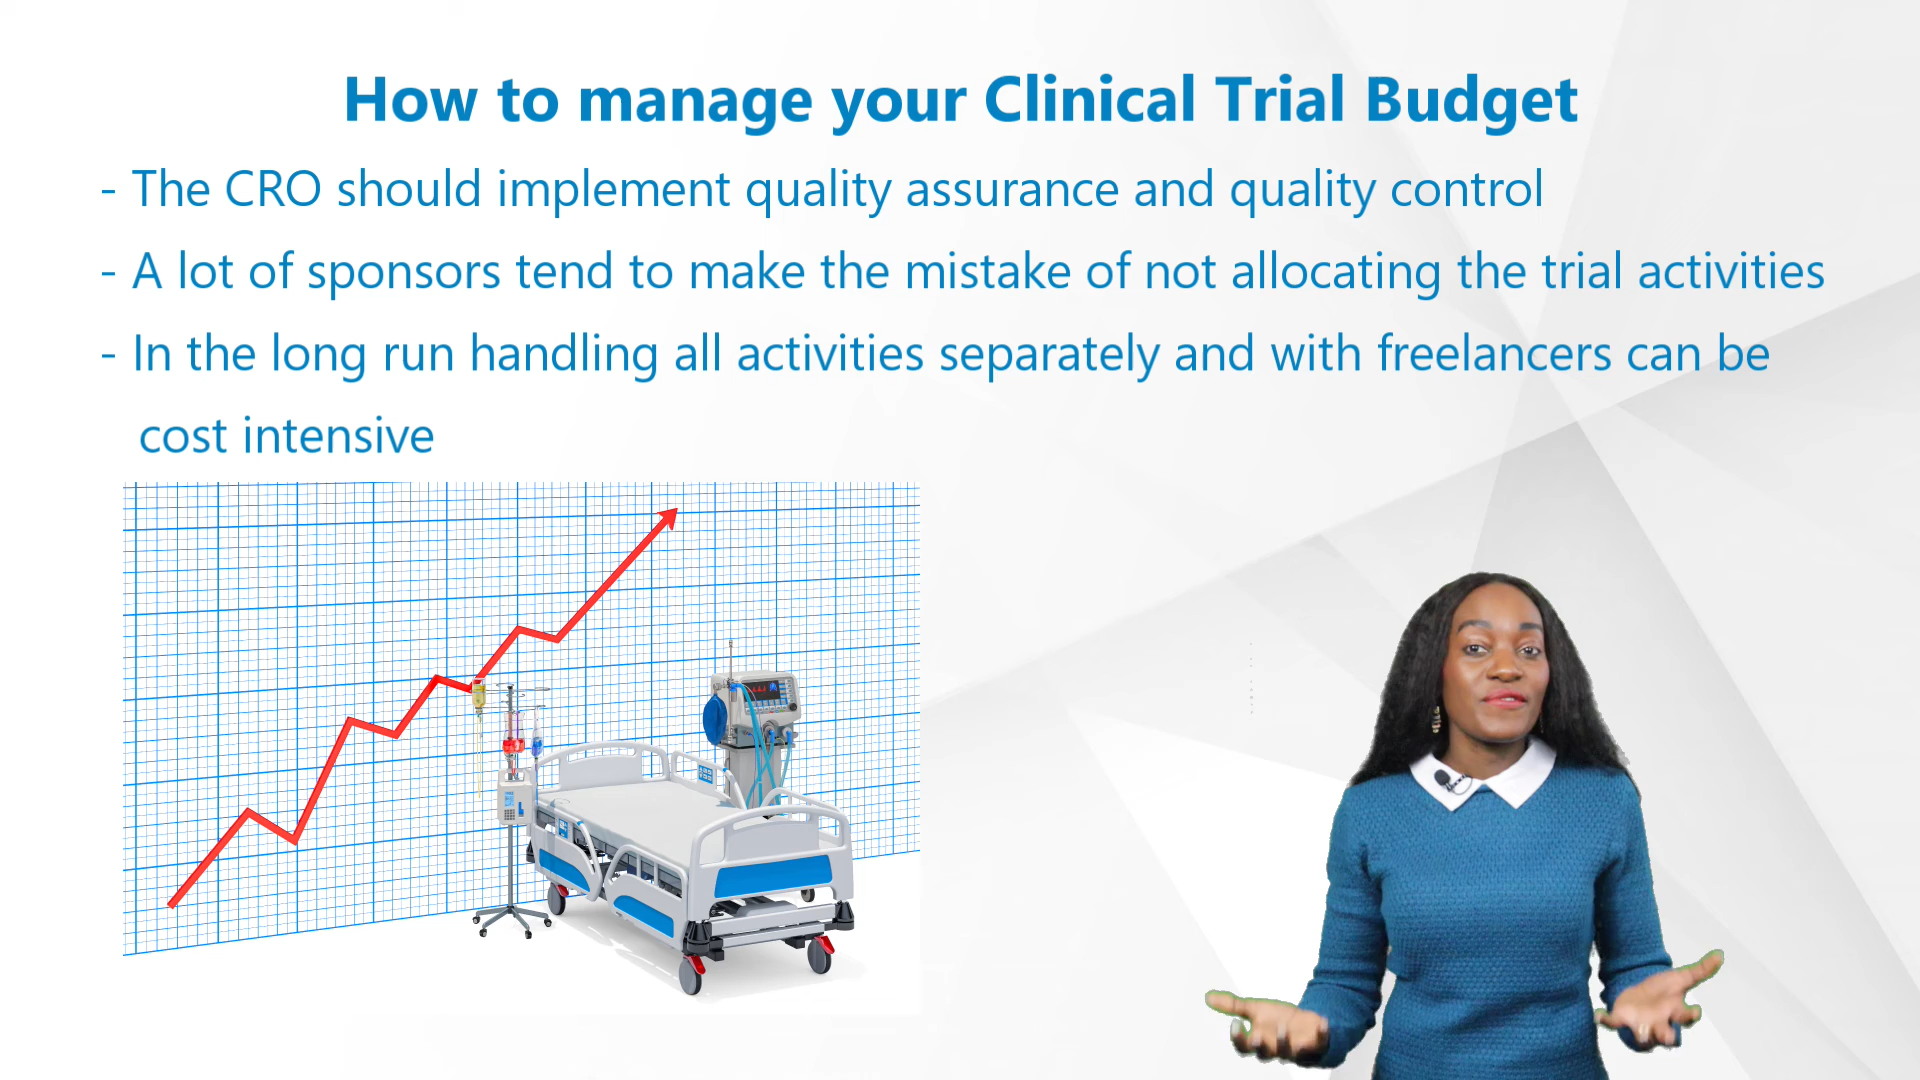 How to manage your Clinical Trial Budget
- The CRO should implement quality assurance and quality control
- A lot of sponsors tend to make the mistake of not allocating the trial activities
- In the long run handling all activities separately and with freelancers can be
cost intensive